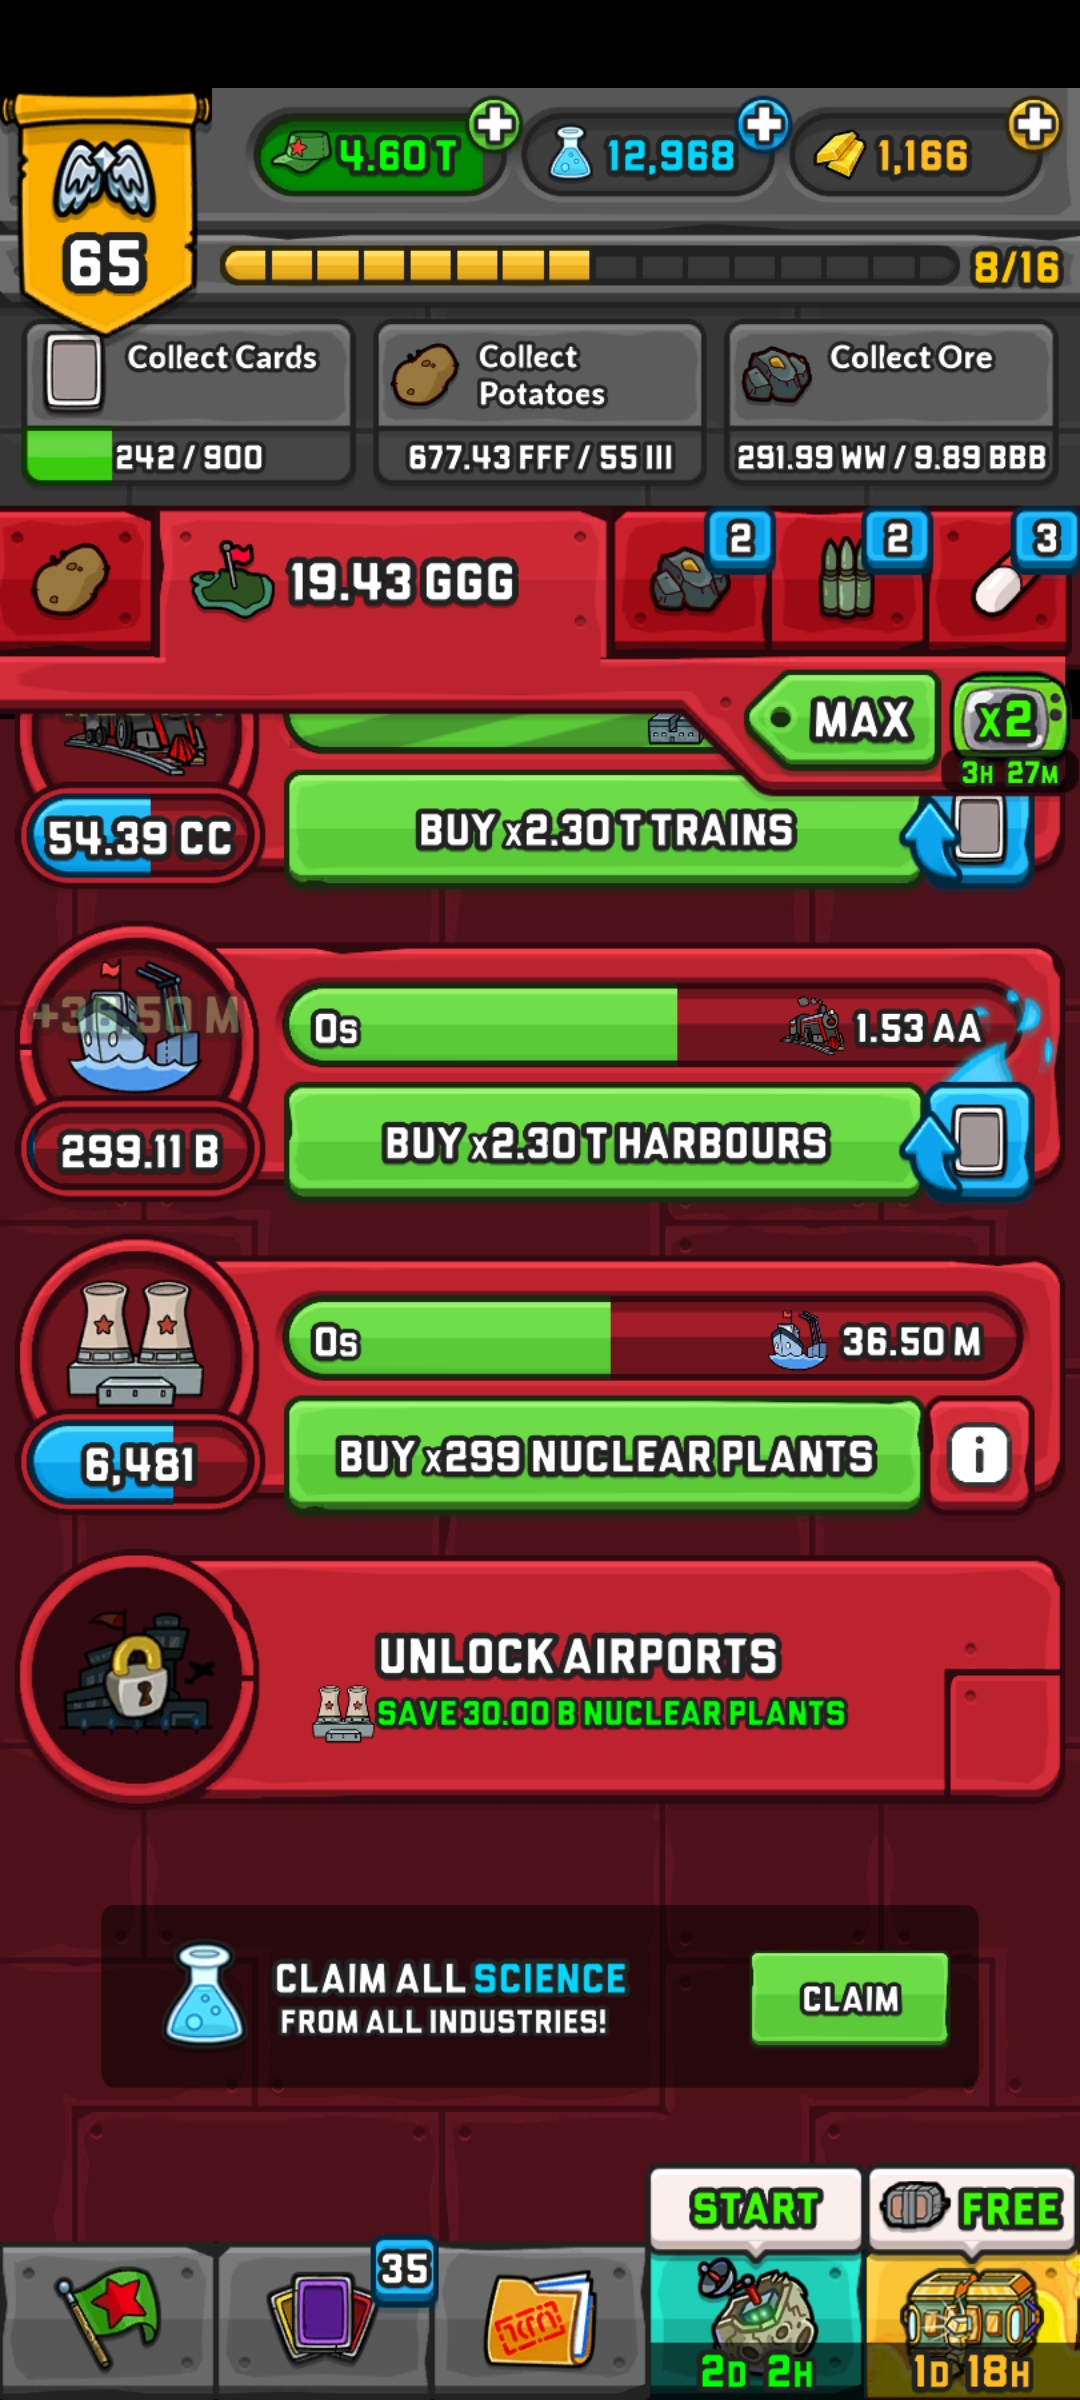 4.60 T
12,968
1,166
65
8/16
Collect Cards
Collect
Potatoes
Collect Ore
242 / 900
677.43 FFF / 55 III
291.99 WW / 9.89 BBB
19.43 GGG
2
2
3
MAX
x2
3H 27M
54.39 CC
BUY x2.30 T TRAINS
+36.50 M
0s
1.53 AA
299.11 B
BUY x2.30 T HARBOURS
0s
36.50 M
6,481
BUY x299 NUCLEAR PLANTS
i
UNLOCK AIRPORTS
SAVE 30.00 B NUCLEAR PLANTS
CLAIM ALL SCIENCE
FROM ALL INDUSTRIES!
CLAIM
START
FREE
35
2D 2H
1D 18H